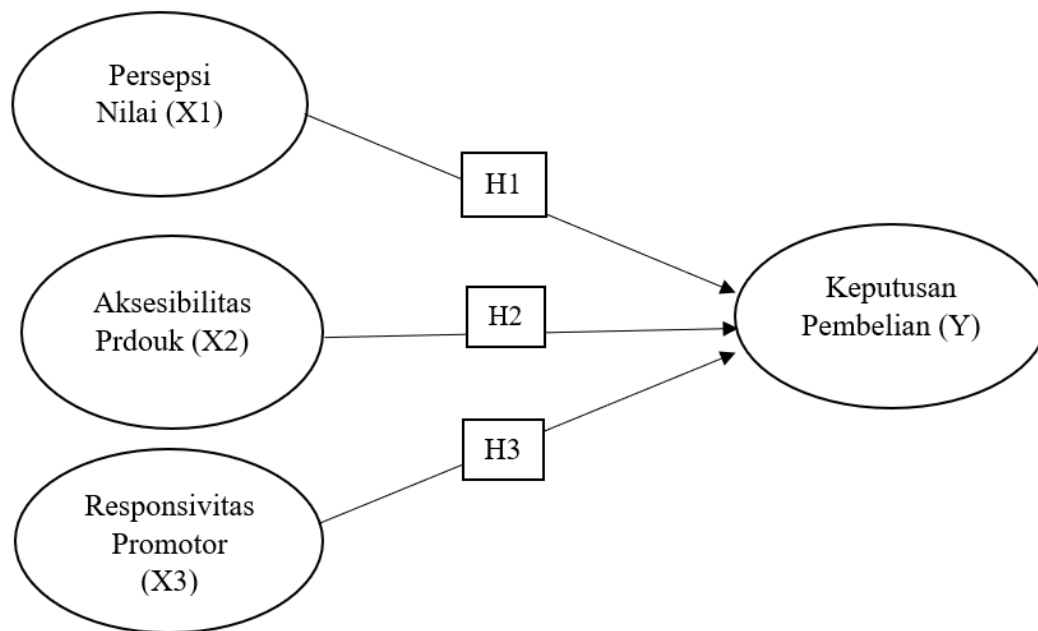 Persepsi
Nilai (X1)
H1
Aksesibilitas
Prdouk (X2)
H2
Keputusan
Pembelian (Y)
H3
Responsivitas
Promotor
(X3)